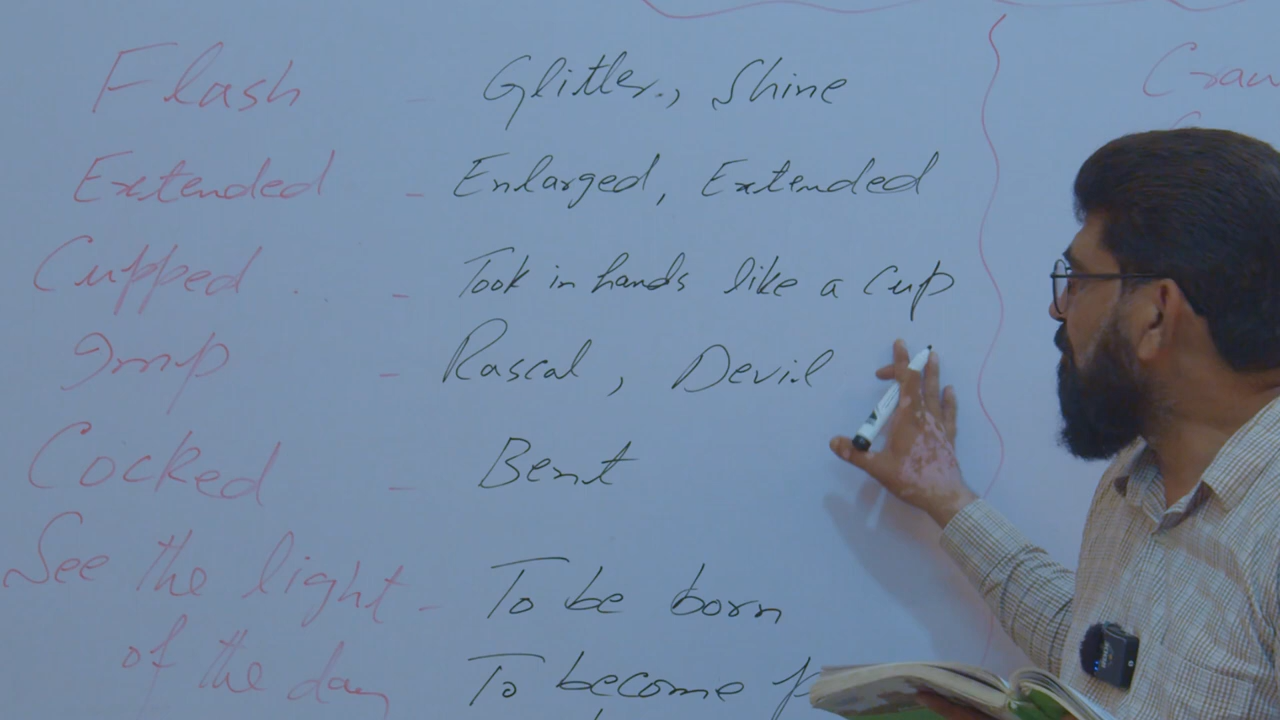 Flash - Glitter., Shine
Extended - Enlarged, Extended
Cupped - Took in hands like a cup
Imp - Rascal, Devil
Cocked - Bent
See the light - To be born
of the day To become